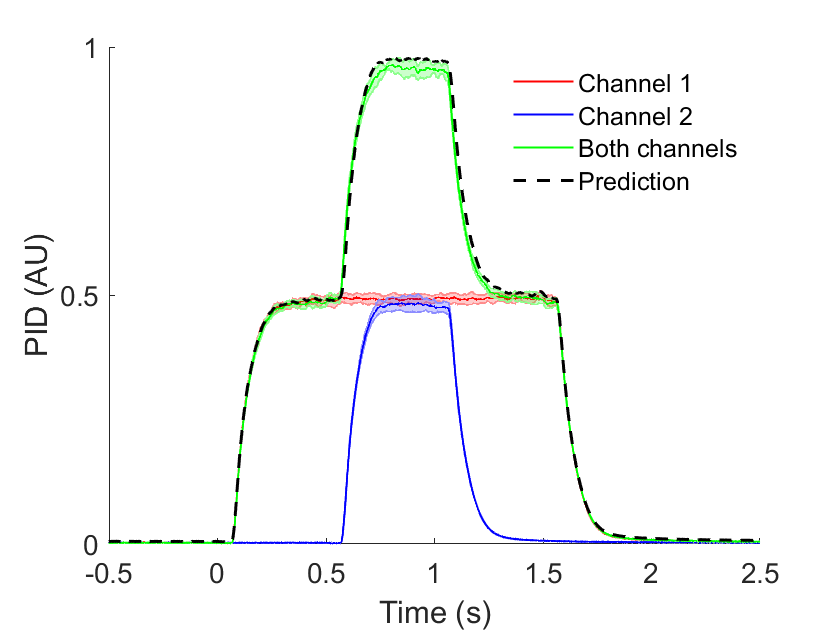 1
0.5
0
PID (AU)
-0.5
0
0.5
1
1.5
2
2.5
Time (s)
Channel 1
Channel 2
Both channels
Prediction